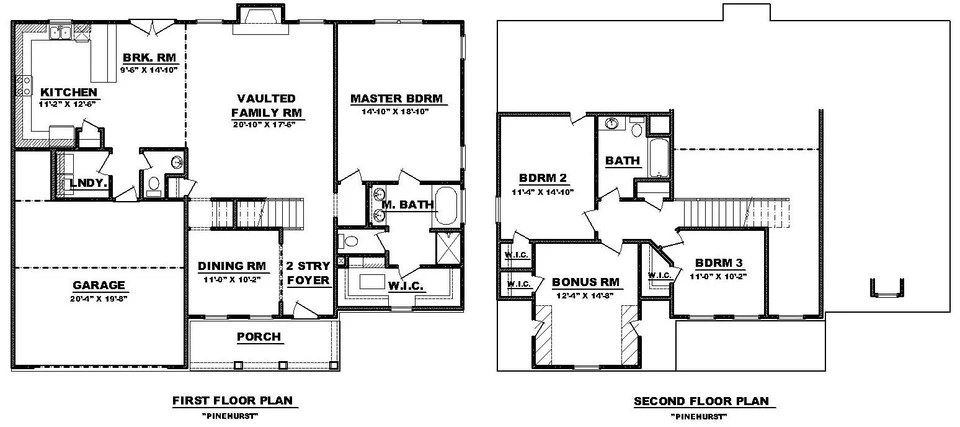 BRK. RM
9'-6" X 14'-10"
KITCHEN
11'-2" X 12'-6"
VAULTED
FAMILY RM
20'-10" X 17'-6"
MASTER BDRM
14'-10" X 18'-10"
LNDY.
M. BATH
DINING RM
11'-0" X 10'-2"
2 STRY
FOYER
W.I.C.
GARAGE
20'-4" X 19'-8"
PORCH
FIRST FLOOR PLAN
"PINEHURST"
BATH
BDRM 2
11'-4" X 14'-10"
W.I.C.
W.I.C.
BONUS RM
12'-4" X 14'-8"
W.I.C.
BDRM 3
11'-0" X 10'-2"
SECOND FLOOR PLAN
"PINEHURST"